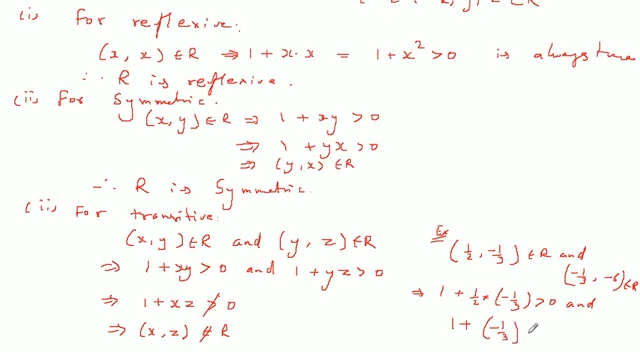 (i) For reflexive.
(x, x) ∈ R ⇒ 1 + x·x = 1 + x² > 0 is always true
∴ R is reflexive.
(ii) For Symmetric.
(x, y) ∈ R ⇒ 1 + xy > 0
⇒ 1 + yx > 0
⇒ (y, x) ∈ R
∴ R is Symmetric.
(iii) For transitive.
(x, y) ∈ R and (y, z) ∈ R
⇒ 1 + xy > 0 and 1 + yz > 0
⇒ 1 + xz ≯ 0
⇒ (x, z) ∉ R
Ex
(1/2, -1/3) ∈ R and
(-1/3, -6) ∈ R
⇒ 1 + 1/2 × (-1/3) > 0 and
1 + (-1/3)